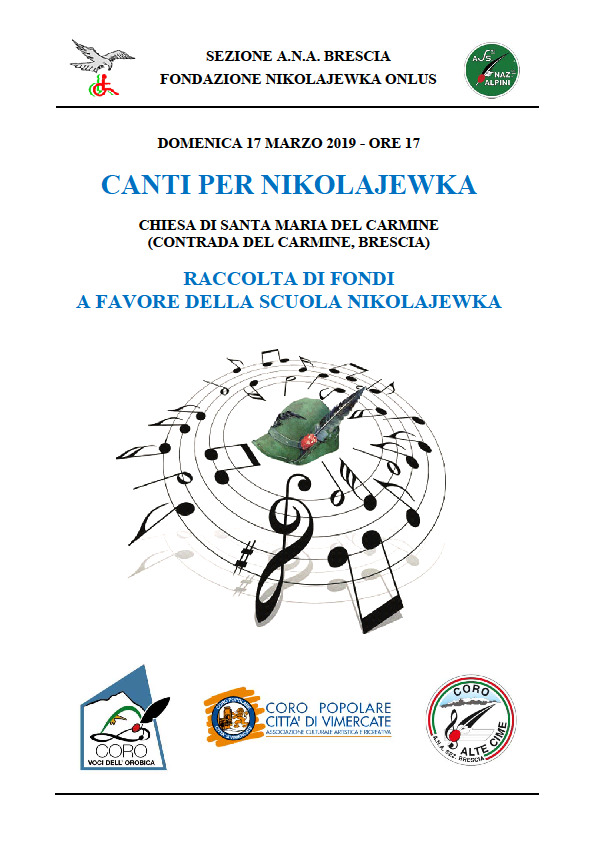 SEZIONE A.N.A. BRESCIA
FONDAZIONE NIKOLAJEWKA ONLUS
NAZ-
ALPINI
DOMENICA 17 MARZO 2019 - ORE 17
CANTI PER NIKOLAJEWKA
CHIESA DI SANTA MARIA DEL CARMINE
(CONTRADA DEL CARMINE, BRESCIA)
RACCOLTA DI FONDI
A FAVORE DELLA SCUOLA NIKOLAJEWKA
CORO
VOCI DELL'OROBICA
CORO POPOLARE
CITTA' DI VIMERCATE
ASSOCIAZIONE CULTURALE ARTISTICA E RICREATIVA
CORO
ALTE CIME
A.N.A. SEZ. BRESCIA